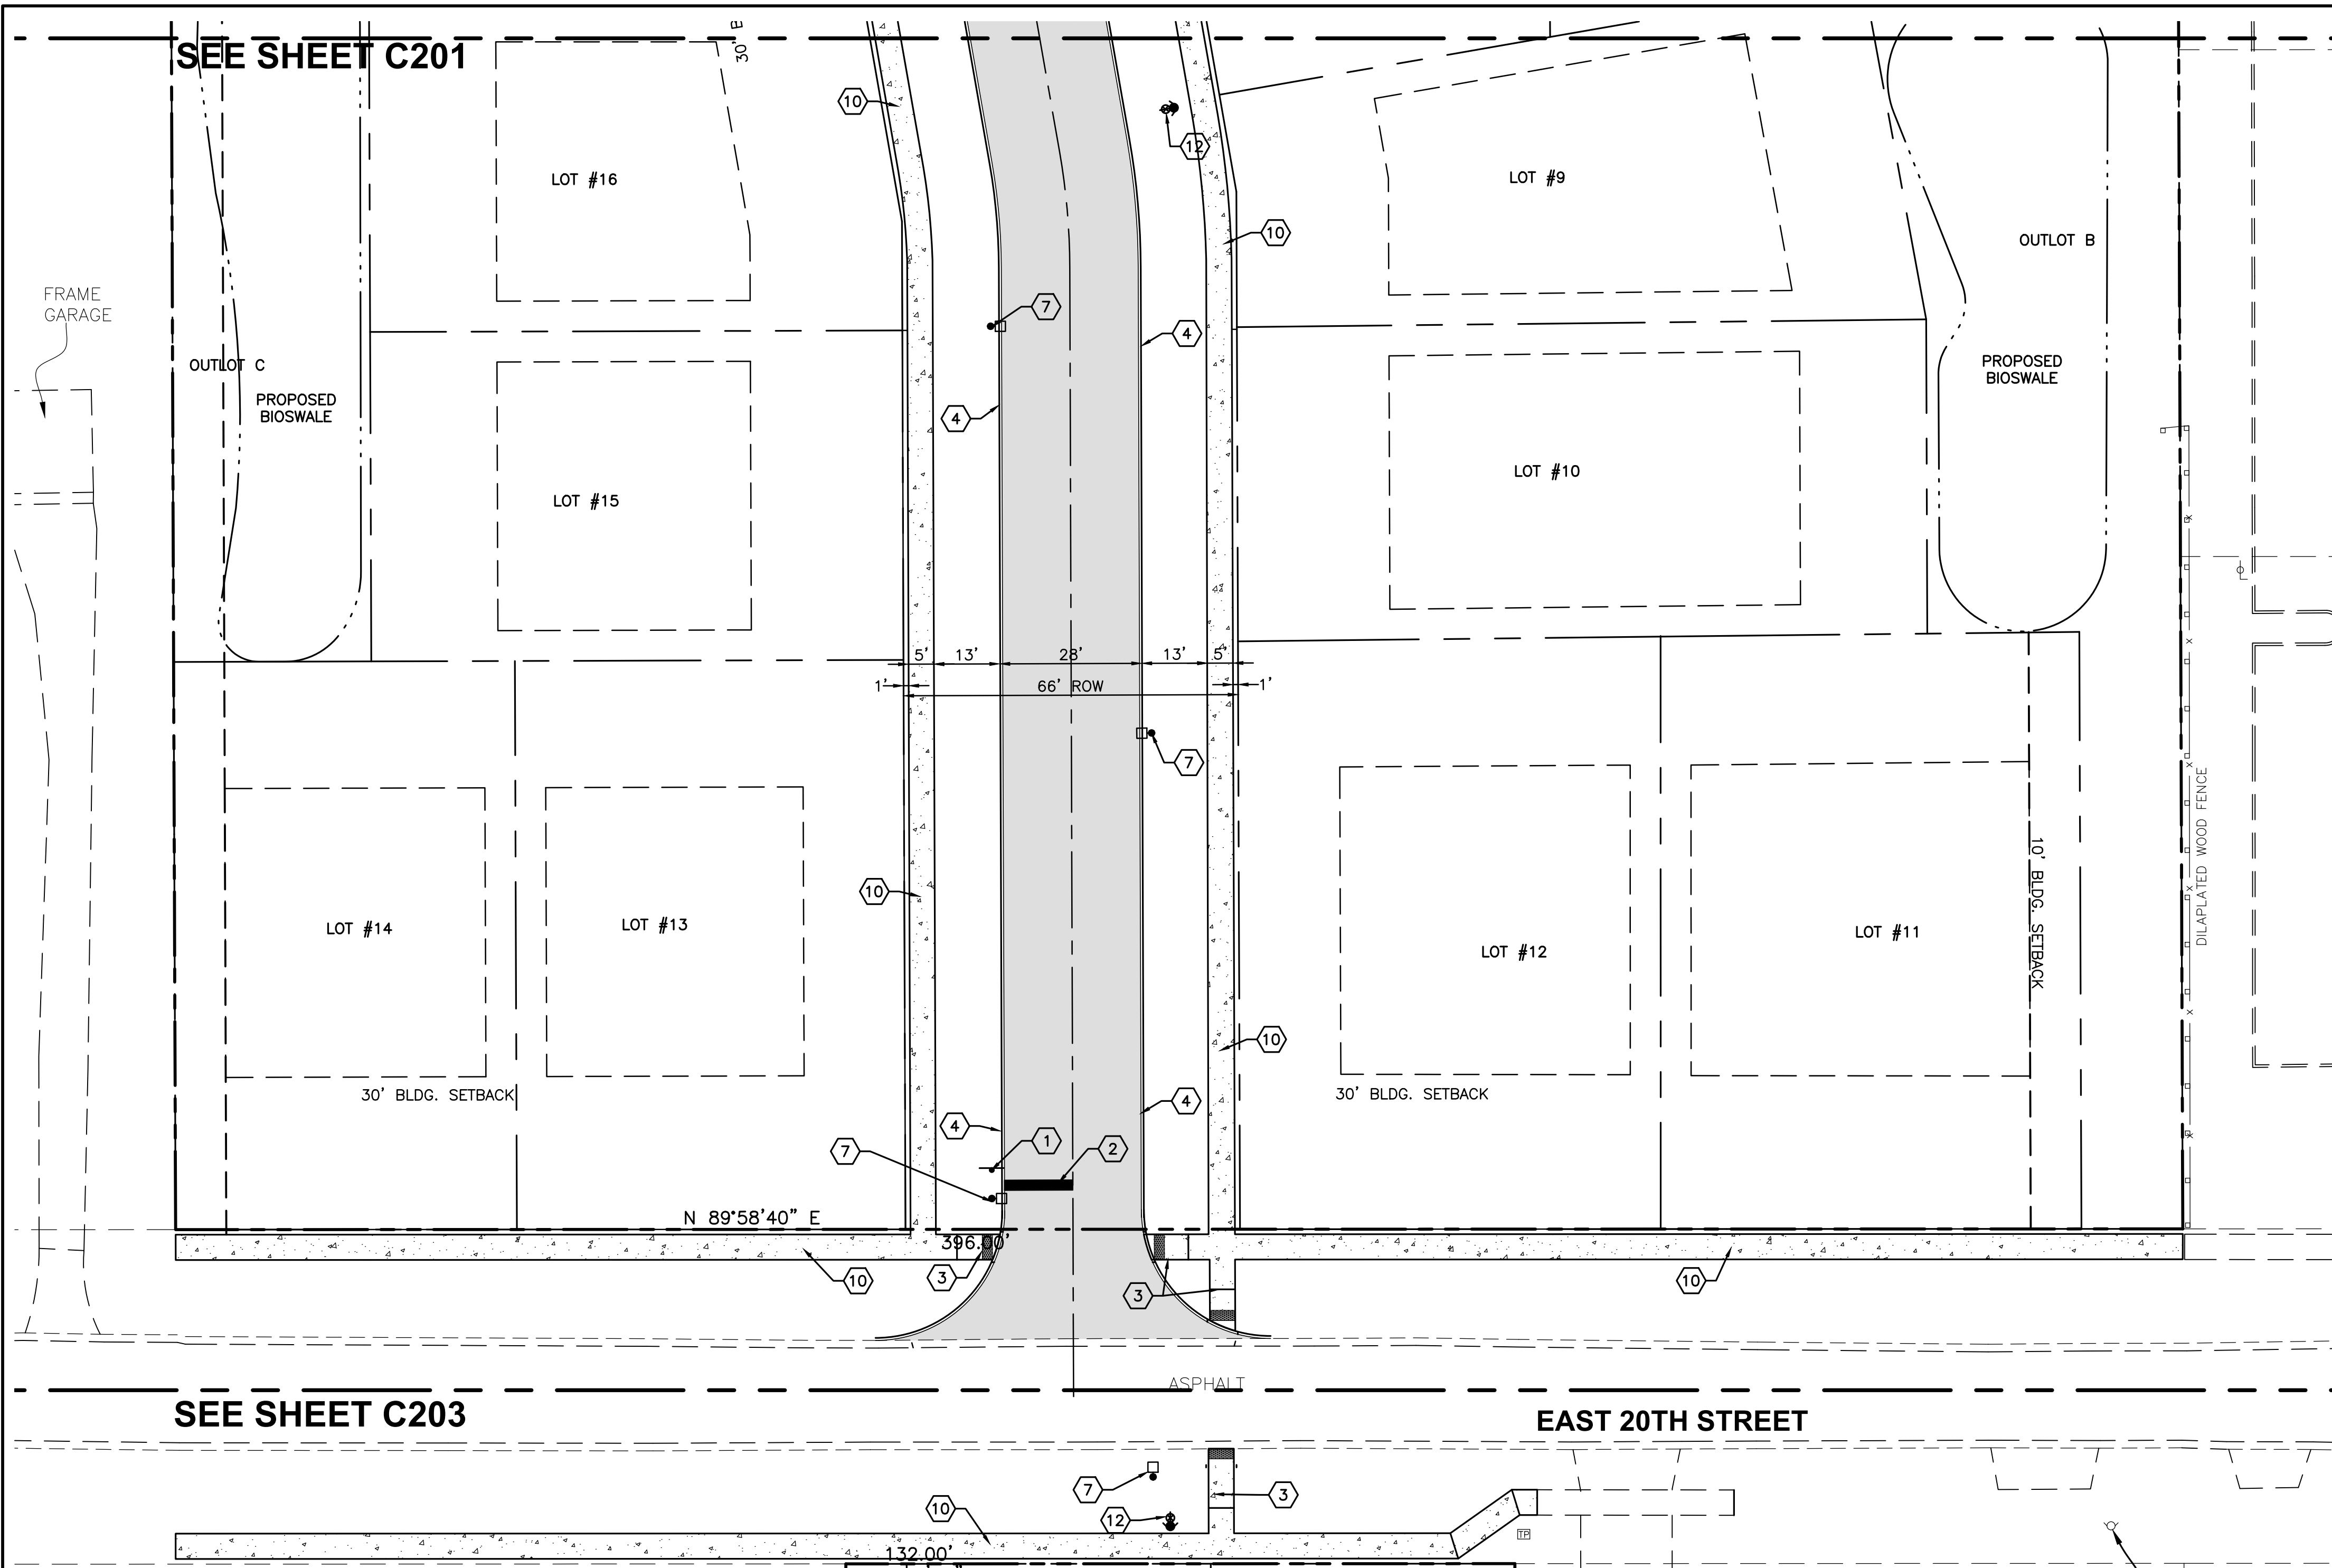 SEE SHEET C201
30' E
10
12
LOT #16
LOT #9
10
OUTLOT B
FRAME
GARAGE
7
4
OUTLOT C
PROPOSED
BIOSWALE
PROPOSED
BIOSWALE
4
LOT #10
LOT #15
5' 13' 28' 13' 5'
1' 66' ROW 1'
7
DILAPLATED WOOD FENCE
10' BLDG. SETBACK
10
LOT #14
LOT #13
LOT #12
LOT #11
10
30' BLDG. SETBACK
30' BLDG. SETBACK
4
4
1
2
7
N 89°58'40" E
396.00'
3
10
3
10
ASPHALT
SEE SHEET C203
EAST 20TH STREET
7
3
10
12
TP
132.00'